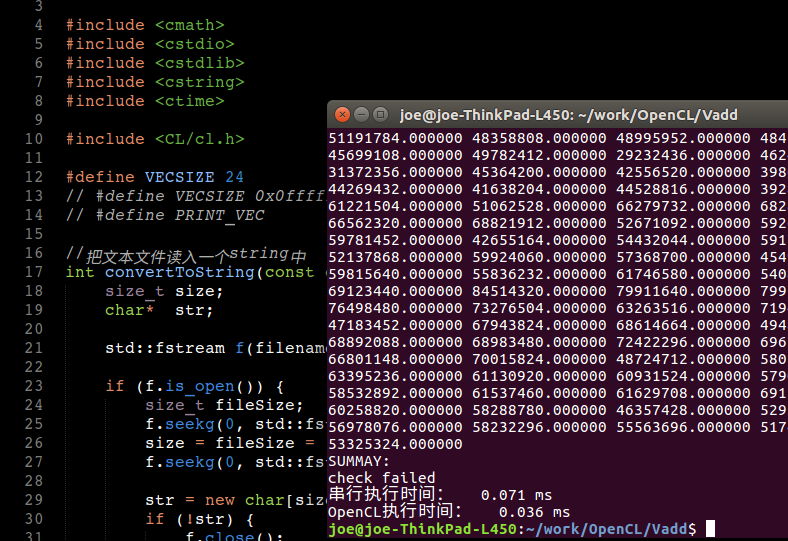 3
4 #include <cmath>
5 #include <cstdio>
6 #include <cstdlib>
7 #include <cstring>
8 #include <ctime>
9
10 #include <CL/cl.h>
11
12 #define VECSIZE 24
13 // #define VECSIZE 0x0ffff
14 // #define PRINT_VEC
15
16 //把文本文件读入一个string中
17 int convertToString(const
18 size_t size;
19 char* str;
20
21 std::fstream f(filename
22
23 if (f.is_open()) {
24 size_t fileSize;
25 f.seekg(0, std::fst
26 size = fileSize =
27 f.seekg(0, std::fst
28
29 str = new char[size
30 if (!str) {
31 f.close();
joe@joe-ThinkPad-L450: ~/work/OpenCL/Vadd
51191784.000000 48358808.000000 48995952.000000 484
45699108.000000 49782412.000000 29232436.000000 462
31372356.000000 45364200.000000 42556520.000000 398
44269432.000000 41638204.000000 44528816.000000 392
61221504.000000 51062528.000000 66279732.000000 682
66562320.000000 68821912.000000 52671092.000000 592
59781452.000000 42655164.000000 54432044.000000 591
52137868.000000 59924060.000000 57368700.000000 454
59815640.000000 55836232.000000 61746580.000000 540
69123440.000000 84514320.000000 79911640.000000 799
76498480.000000 73276504.000000 63263516.000000 719
47183452.000000 67943824.000000 68614664.000000 494
68892088.000000 68983480.000000 72422296.000000 696
66801148.000000 70015824.000000 48724712.000000 580
63395236.000000 61130920.000000 60931524.000000 579
58532892.000000 61537460.000000 61629708.000000 691
60258820.000000 58288780.000000 46357428.000000 529
56978076.000000 58232296.000000 55563696.000000 517
53325324.000000
SUMMAY:
check failed
串行执行时间： 0.071 ms
OpenCL执行时间： 0.036 ms
joe@joe-ThinkPad-L450:~/work/OpenCL/Vadd$